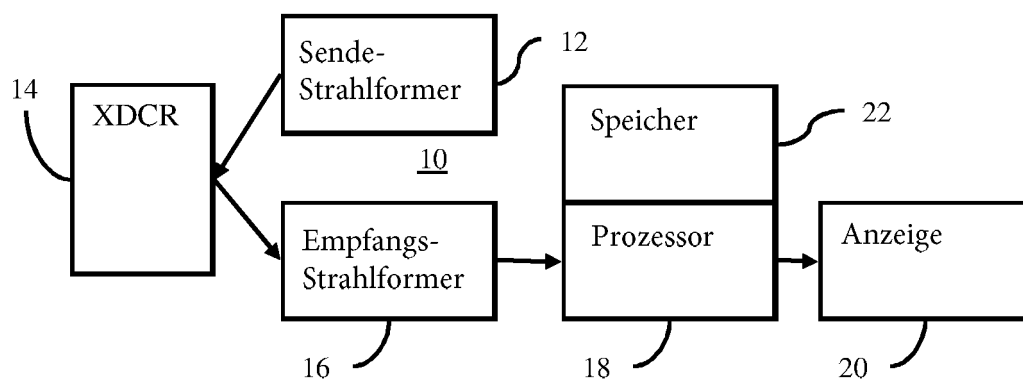 Sende-
Strahlformer
12
14
XDCR
Speicher
22
10
Empfangs-
Strahlformer
Prozessor
Anzeige
16
18
20